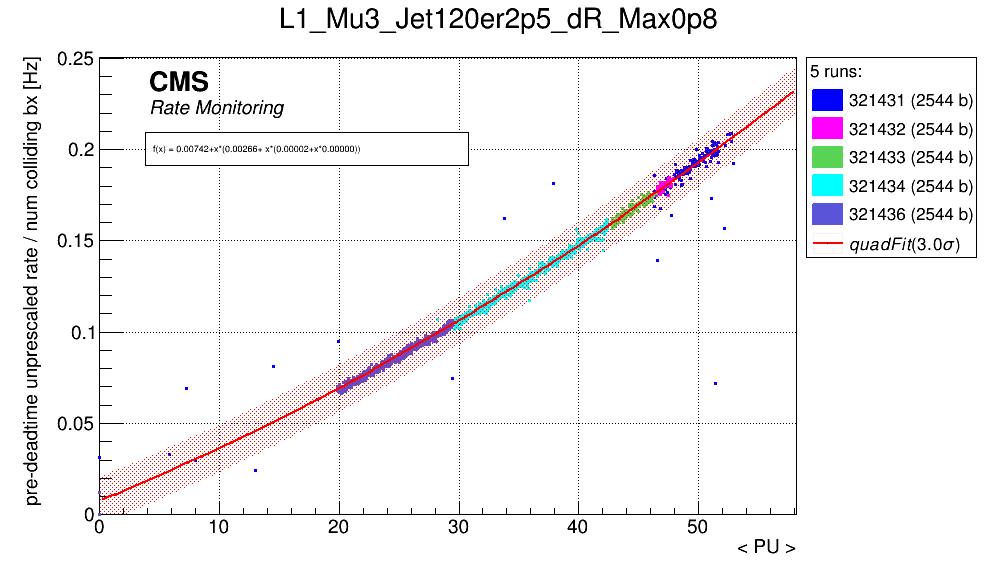 L1_Mu3_Jet120er2p5_dR_Max0p8
pre-deadtime unprescaled rate / num colliding bx [Hz]
0.25
0.2
0.15
0.1
0.05
0
CMS
Rate Monitoring
f(x) = 0.00742+x*(0.00266+ x*(0.00002+x*0.00000))
0 10 20 30 40 50
< PU >
5 runs:
321431 (2544 b)
321432 (2544 b)
321433 (2544 b)
321434 (2544 b)
321436 (2544 b)
quadFit(3.0σ)